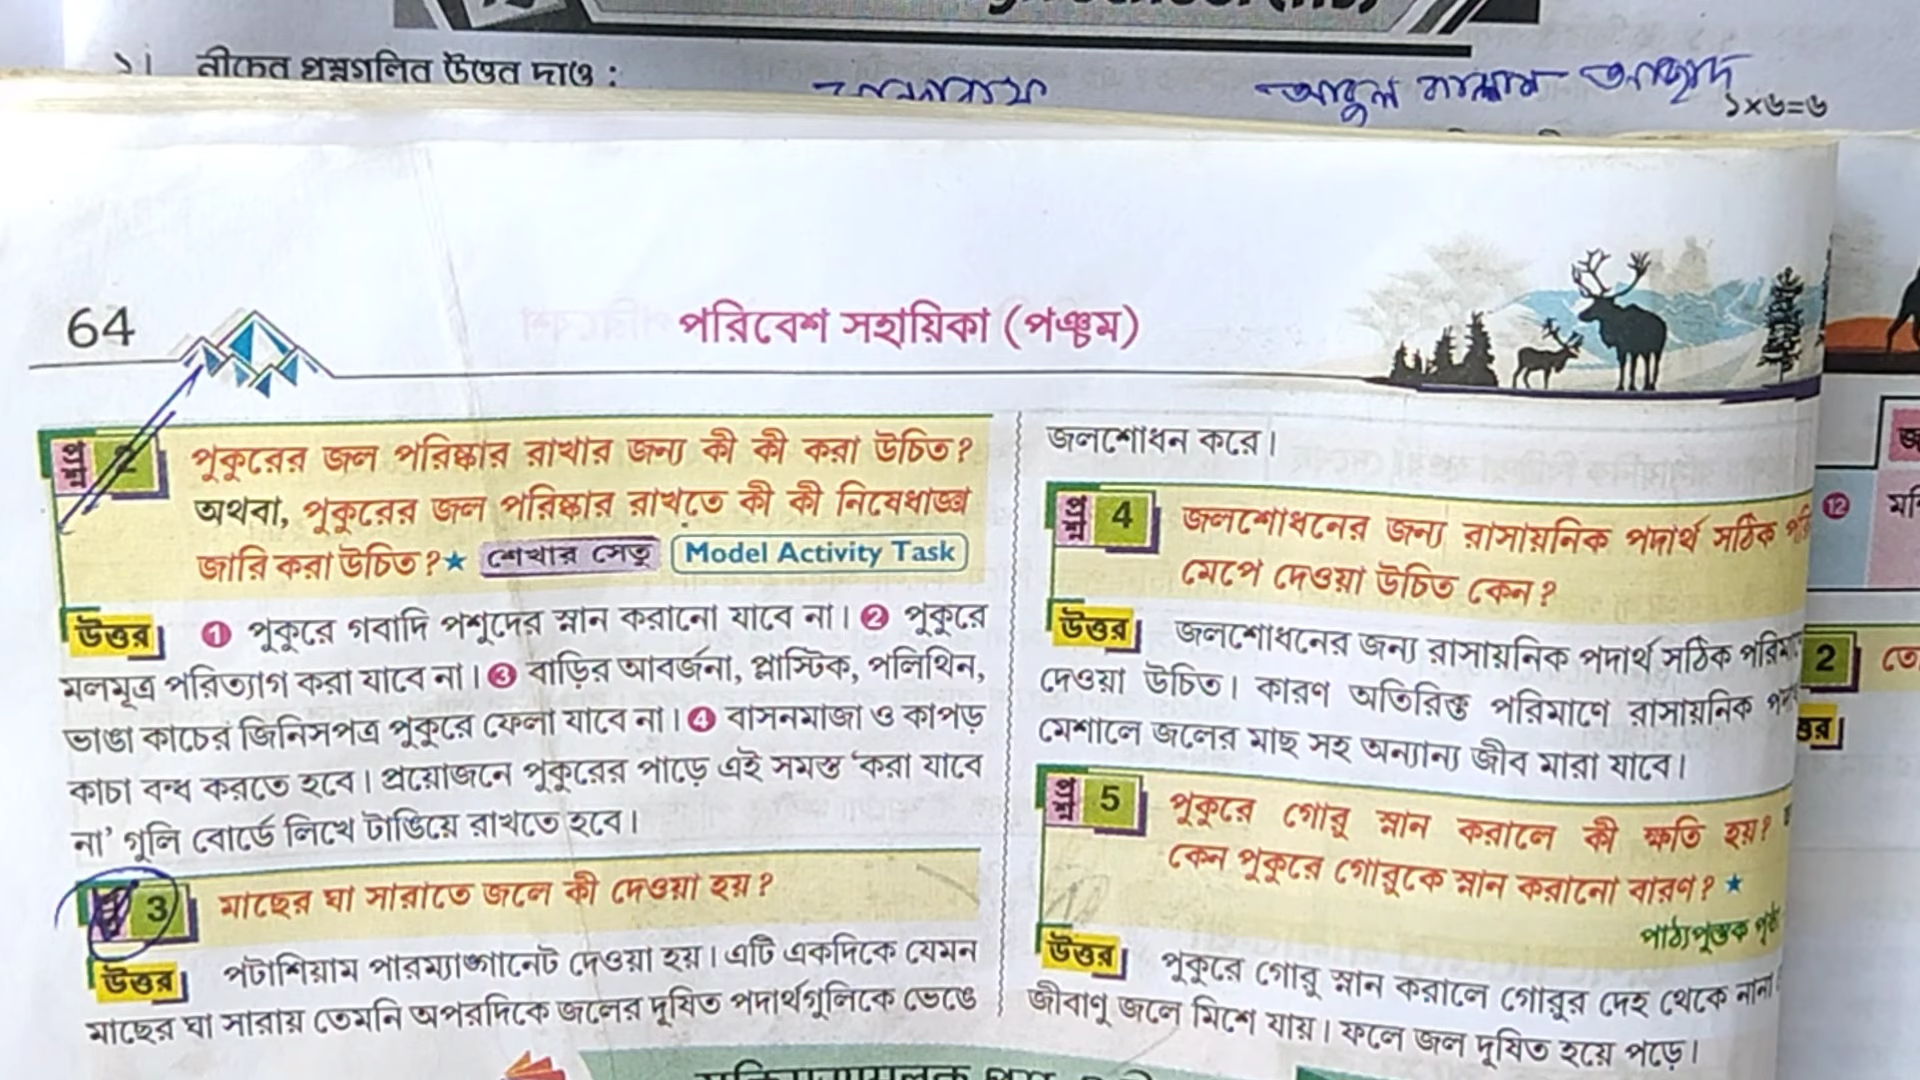 ১। নীচের প্রশ্নগুলির উত্তর দাও :
আবুল কালাম আজাদ
১×৬=৬
64
পরিবেশ সহায়িকা (পঞ্চম)
প্রশ্ন 2 পুকুরের জল পরিষ্কার রাখার জন্য কী কী করা উচিত?
অথবা, পুকুরের জল পরিষ্কার রাখতে কী কী নিষেধাজ্ঞা
জারি করা উচিত?★ শেখার সেতু Model Activity Task
উত্তর ❶ পুকুরে গবাদি পশুদের স্নান করানো যাবে না। ❷ পুকুরে
মলমূত্র পরিত্যাগ করা যাবে না। ❸ বাড়ির আবর্জনা, প্লাস্টিক, পলিথিন,
ভাঙা কাচের জিনিসপত্র পুকুরে ফেলা যাবে না। ❹ বাসনমাজা ও কাপড়
কাচা বন্ধ করতে হবে। প্রয়োজনে পুকুরের পাড়ে এই সমস্ত ‘করা যাবে
না’ গুলি বোর্ডে লিখে টাঙিয়ে রাখতে হবে।
3 মাছের ঘা সারাতে জলে কী দেওয়া হয়?
উত্তর পটাশিয়াম পারম্যাঙ্গানেট দেওয়া হয়। এটি একদিকে যেমন
মাছের ঘা সারায় তেমনি অপরদিকে জলের দূষিত পদার্থগুলিকে ভেঙে
জলশোধন করে।
প্রশ্ন 4 জলশোধনের জন্য রাসায়নিক পদার্থ সঠিক
মেপে দেওয়া উচিত কেন?
উত্তর জলশোধনের জন্য রাসায়নিক পদার্থ সঠিক
দেওয়া উচিত। কারণ অতিরিক্ত পরিমাণে রাসায়নিক
মেশালে জলের মাছ সহ অন্যান্য জীব মারা যাবে।
প্রশ্ন 5 পুকুরে গোরু স্নান করালে কী ক্ষতি হয়?
কেন পুকুরে গোরুকে স্নান করানো বারণ? ★
পাঠ্যপুস্তক
উত্তর পুকুরে গোরু স্নান করালে গোরুর দেহ থেকে নানা
জীবাণু জলে মিশে যায়। ফলে জল দূষিত হয়ে পড়ে।
12
2